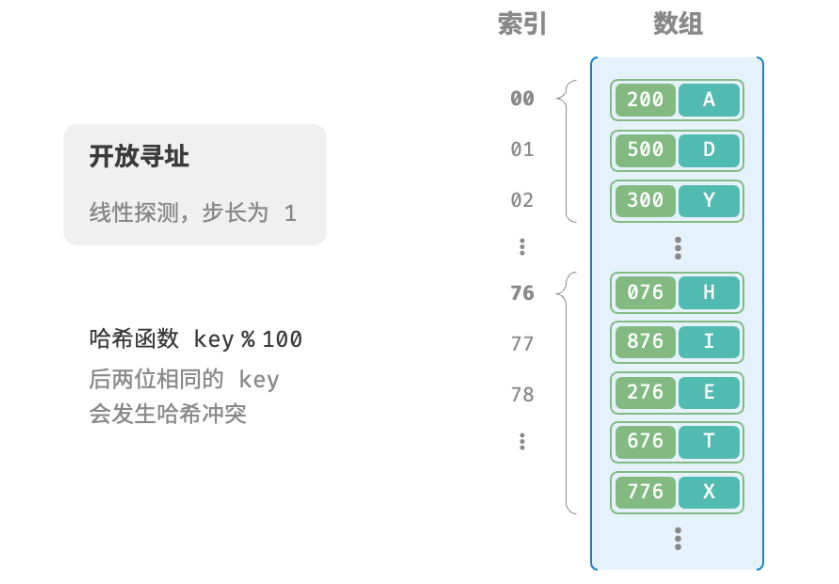 索引 数组
开放寻址
线性探测，步长为 1
哈希函数 key % 100
后两位相同的 key
会发生哈希冲突
00 200 A
01 500 D
02 300 Y
76 076 H
77 876 I
78 276 E
676 T
776 X